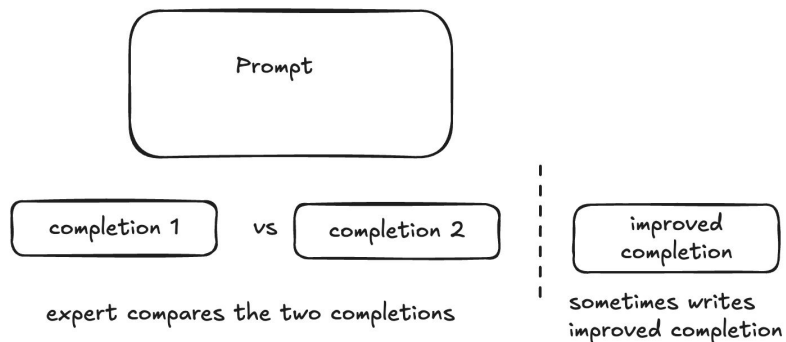 Prompt
completion 1
vs
completion 2
improved
completion
expert compares the two completions
sometimes writes
improved completion